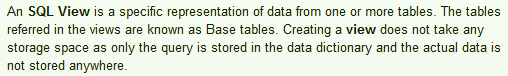 An SQL View is a specific representation of data from one or more tables. The tables
referred in the views are known as Base tables. Creating a view does not take any
storage space as only the query is stored in the data dictionary and the actual data is
not stored anywhere.